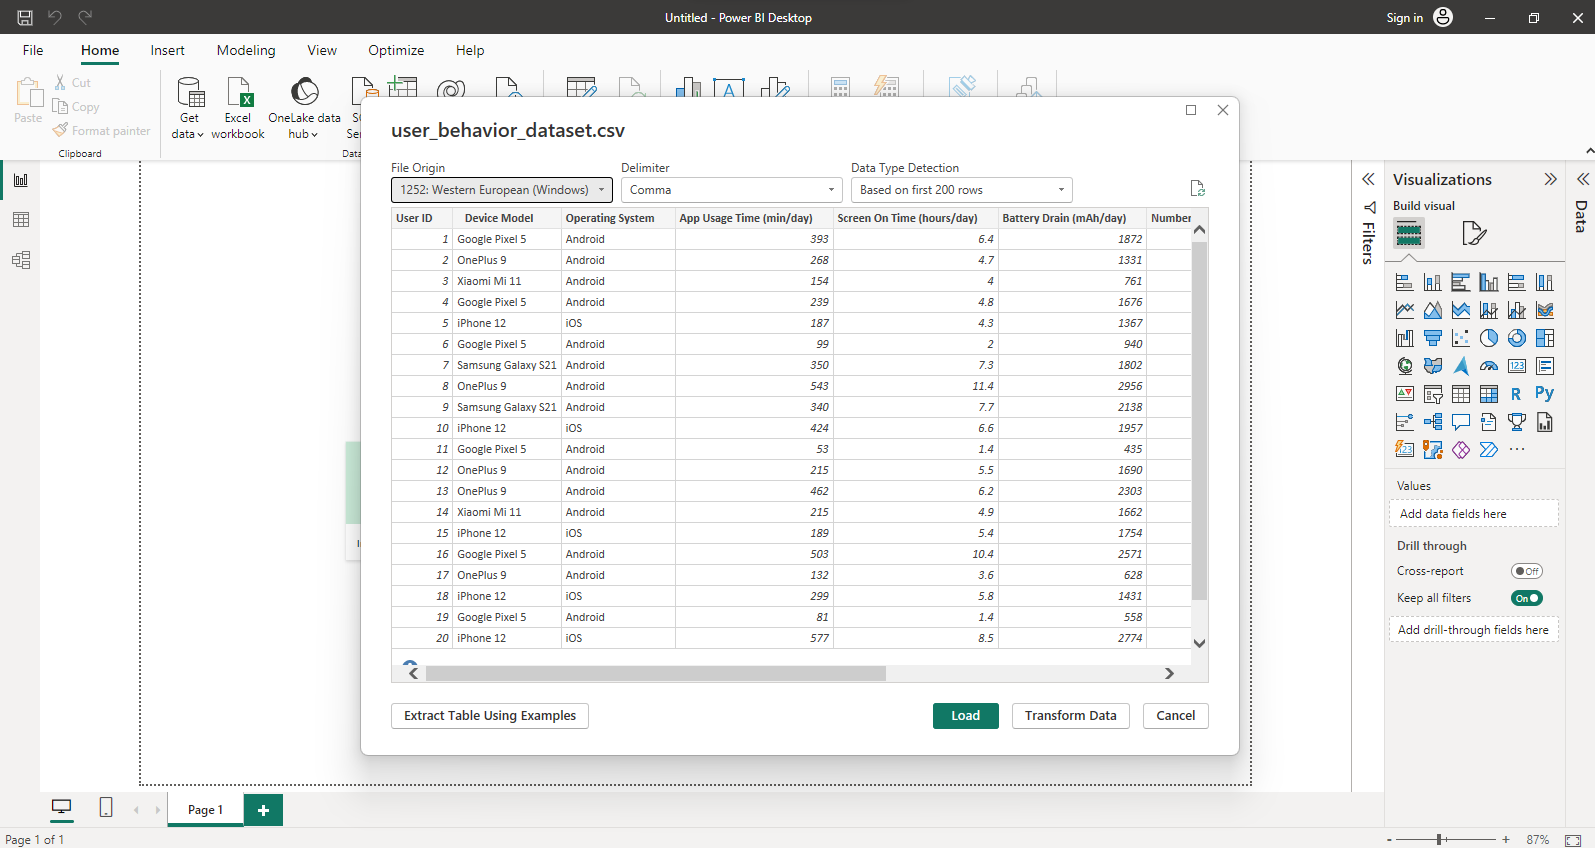 Untitled - Power BI Desktop
Sign in
File Home Insert Modeling View Optimize Help
Paste
Cut
Copy
Format painter
Clipboard
Get data
Excel workbook
OneLake data hub
user_behavior_dataset.csv
File Origin Delimiter Data Type Detection
1252: Western European (Windows) Comma Based on first 200 rows
User ID Device Model Operating System App Usage Time (min/day) Screen On Time (hours/day) Battery Drain (mAh/day) Number
1 Google Pixel 5 Android 393 6.4 1872
2 OnePlus 9 Android 268 4.7 1331
3 Xiaomi Mi 11 Android 154 4 761
4 Google Pixel 5 Android 239 4.8 1676
5 iPhone 12 iOS 187 4.3 1367
6 Google Pixel 5 Android 99 2 940
7 Samsung Galaxy S21 Android 350 7.3 1802
8 OnePlus 9 Android 543 11.4 2956
9 Samsung Galaxy S21 Android 340 7.7 2138
10 iPhone 12 iOS 424 6.6 1957
11 Google Pixel 5 Android 53 1.4 435
12 OnePlus 9 Android 215 5.5 1690
13 OnePlus 9 Android 462 6.2 2303
14 Xiaomi Mi 11 Android 215 4.9 1662
15 iPhone 12 iOS 189 5.4 1754
16 Google Pixel 5 Android 503 10.4 2571
17 OnePlus 9 Android 132 3.6 628
18 iPhone 12 iOS 299 5.8 1431
19 Google Pixel 5 Android 81 1.4 558
20 iPhone 12 iOS 577 8.5 2774
Extract Table Using Examples
Load
Transform Data
Cancel
Filters
Visualizations
Build visual
123
R
Py
123
Values
Add data fields here
Drill through
Cross-report Off
Keep all filters On
Add drill-through fields here
Data
Page 1
+
Page 1 of 1
- + 87%